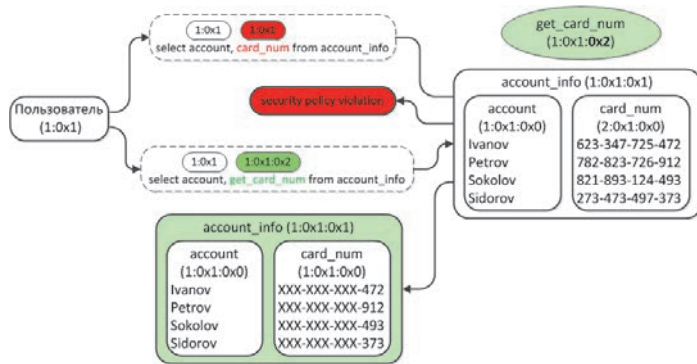 1:0x1 1:0x1
select account, card_num from account_info
get_card_num
(1:0x1:0x2)
Пользователь
(1:0x1)
security policy violation
account_info (1:0x1:0x1)
account
(1:0x1:0x0)
Ivanov
Petrov
Sokolov
Sidorov
card_num
(2:0x1:0x0)
623-347-725-472
782-823-726-912
821-893-124-493
273-473-497-373
1:0x1 1:0x1:0x2
select account, get_card_num from account_info
account_info (1:0x1:0x1)
account
(1:0x1:0x0)
Ivanov
Petrov
Sokolov
Sidorov
card_num
(1:0x1:0x0)
XXX-XXX-XXX-472
XXX-XXX-XXX-912
XXX-XXX-XXX-493
XXX-XXX-XXX-373